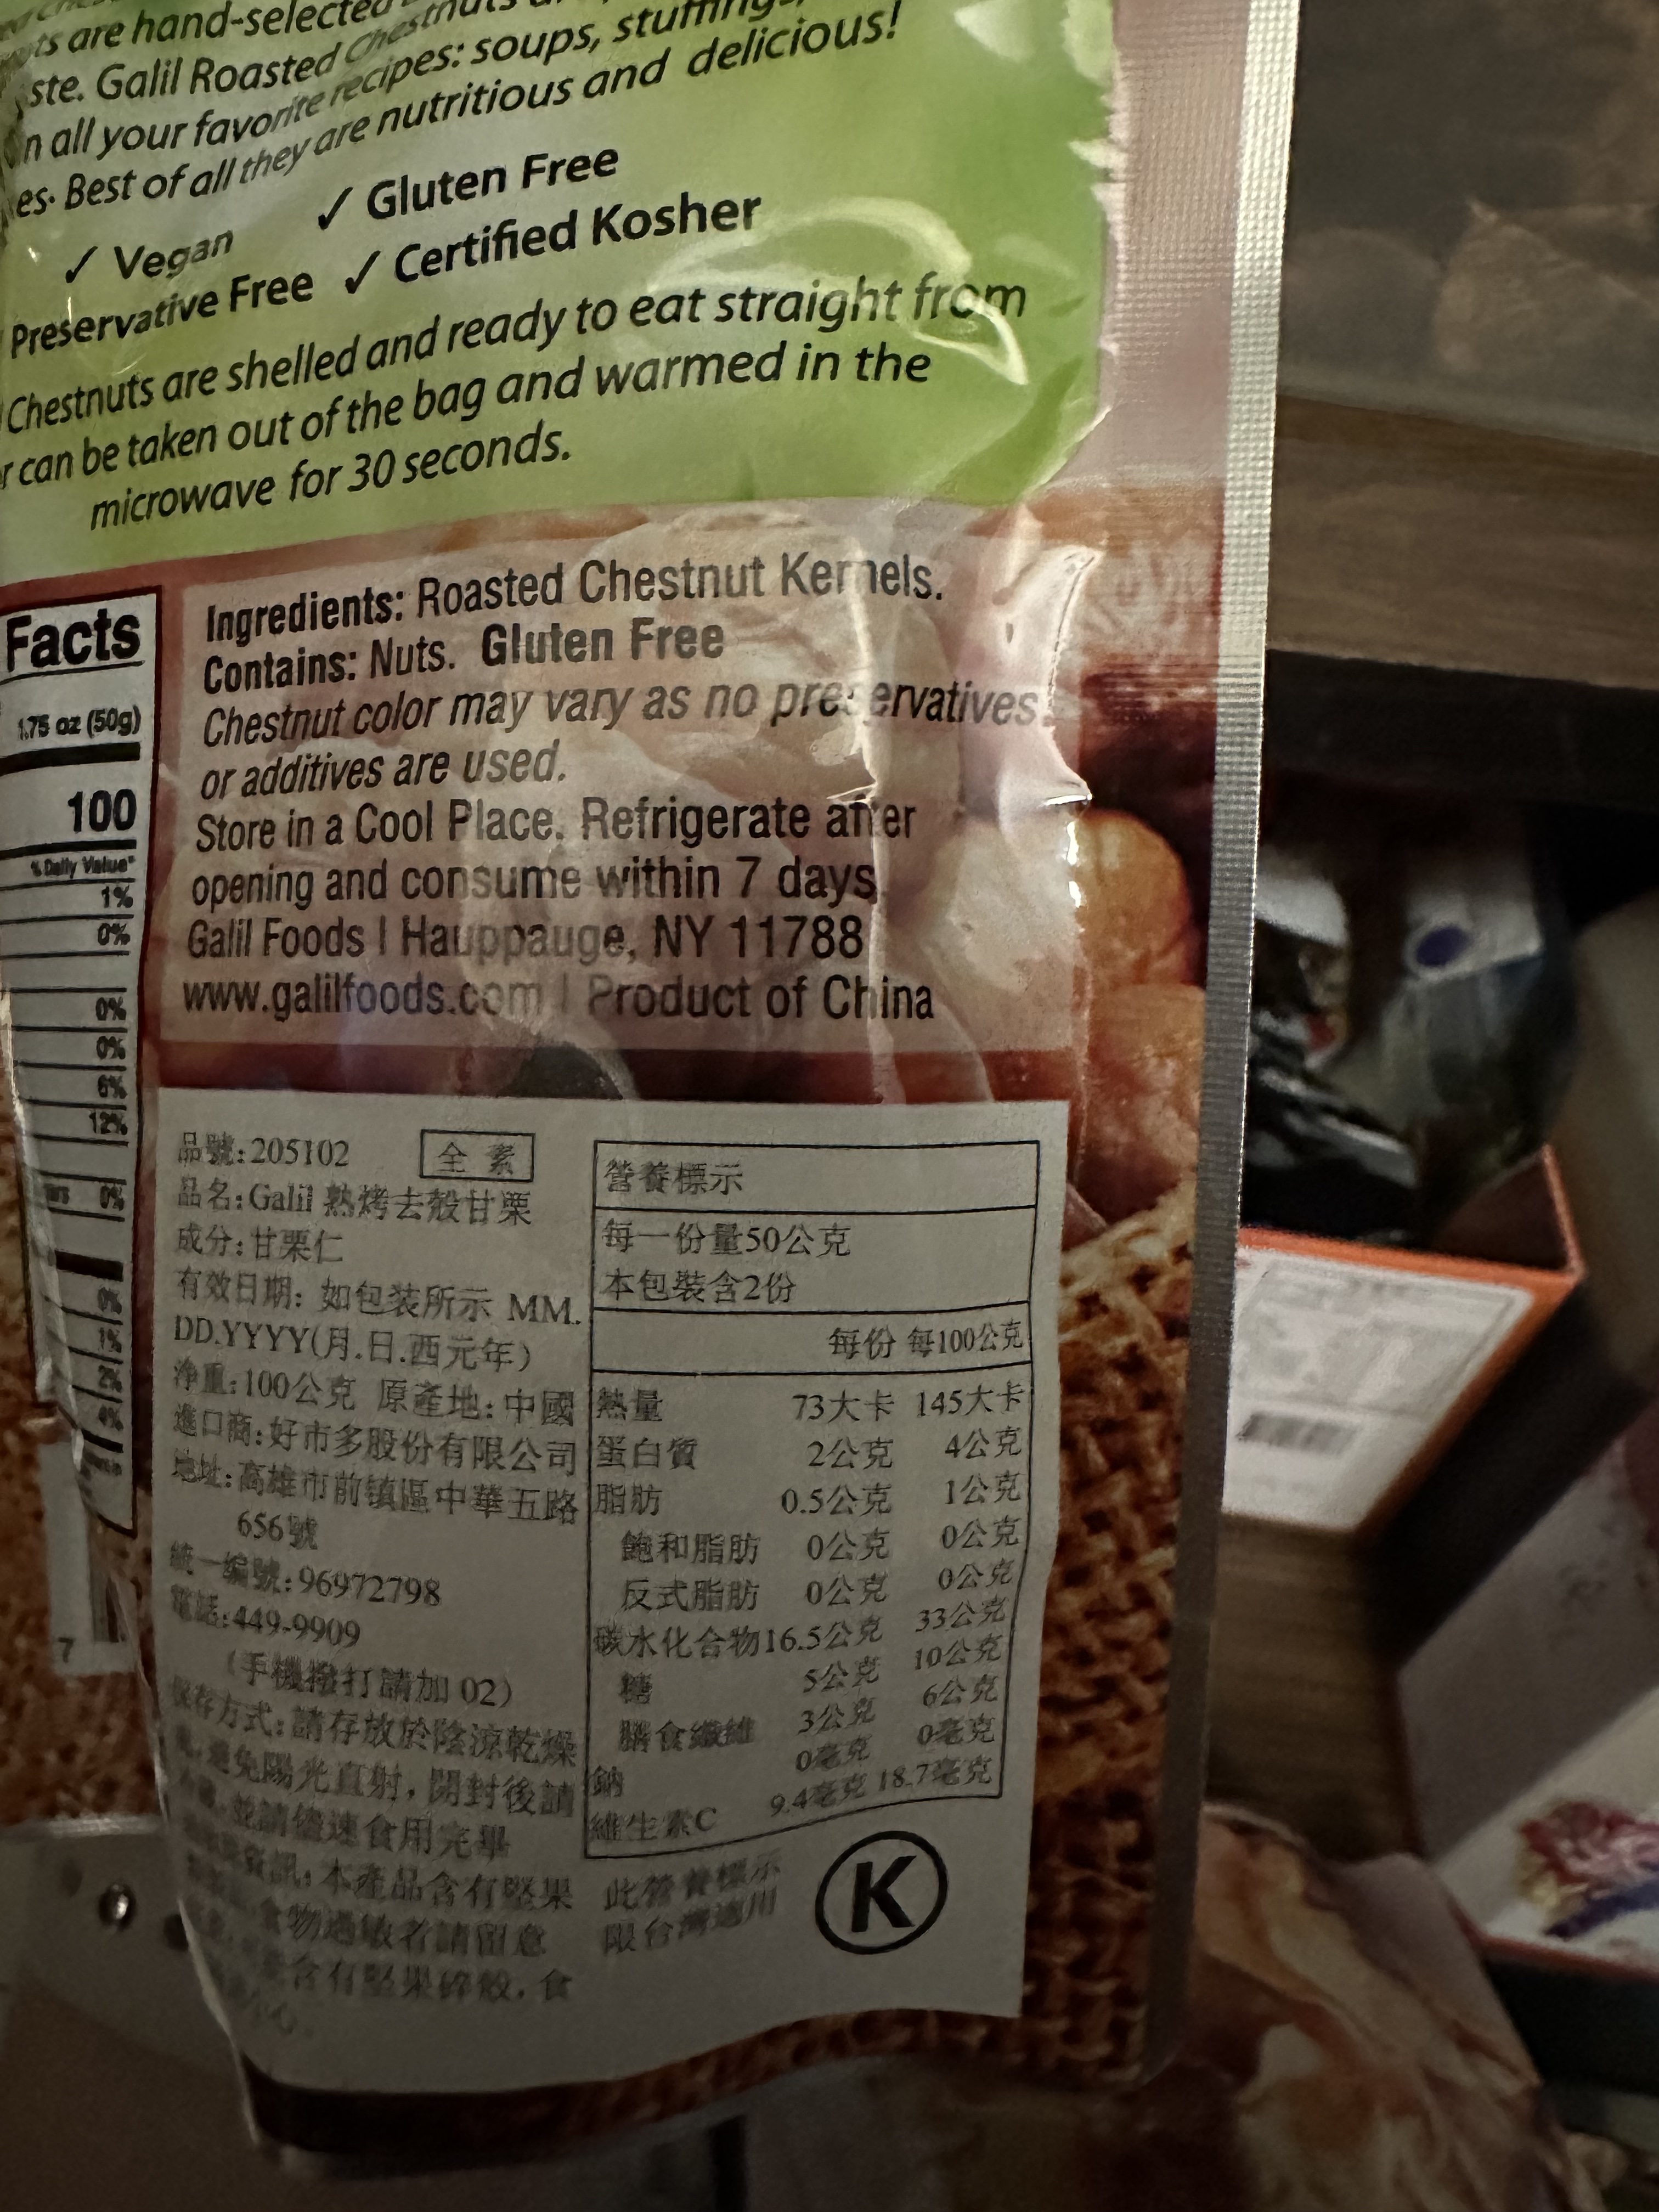 are hand-selected
ste. Galil Roasted Chestnuts
n all your favorite recipes: soups, stuffings,
es. Best of all they are nutritious and delicious!
✓ Vegan ✓ Gluten Free
Preservative Free ✓ Certified Kosher
Chestnuts are shelled and ready to eat straight from
r can be taken out of the bag and warmed in the
microwave for 30 seconds.
Facts
1.75 oz (50g)
100
% Daily Value*
1%
0%
0%
0%
6%
12%
0%
0%
1%
2%
4%
7
Ingredients: Roasted Chestnut Kernels.
Contains: Nuts. Gluten Free
Chestnut color may vary as no preservatives
or additives are used.
Store in a Cool Place. Refrigerate after
opening and consume within 7 days
Galil Foods | Hauppauge, NY 11788
www.galilfoods.com | Product of China
品號:205102 全素
品名:Galil 熟烤去殼甘栗
成分:甘栗仁
有效日期: 如包裝所示 MM.
DD.YYYY(月.日.西元年)
淨重:100公克 原產地:中國
進口商:好市多股份有限公司
地址:高雄市前鎮區中華五路
656號
統一編號:96972798
電話:449-9909
(手機撥打請加 02)
保存方式:請存放於陰涼乾燥
避免陽光直射,開封後請
並請儘速食用完畢
資訊:本產品含有堅果
食物過敏者請留意
含有堅果碎殼,食
營養標示
每一份量50公克
本包裝含2份
每份 每100公克
熱量 73大卡 145大卡
蛋白質 2公克 4公克
脂肪 0.5公克 1公克
飽和脂肪 0公克 0公克
反式脂肪 0公克 0公克
碳水化合物 16.5公克 33公克
糖 5公克 10公克
膳食纖維 3公克 6公克
鈉 0毫克 0毫克
維生素C 9.4毫克 18.7毫克
此營養標示
限台灣適用
K